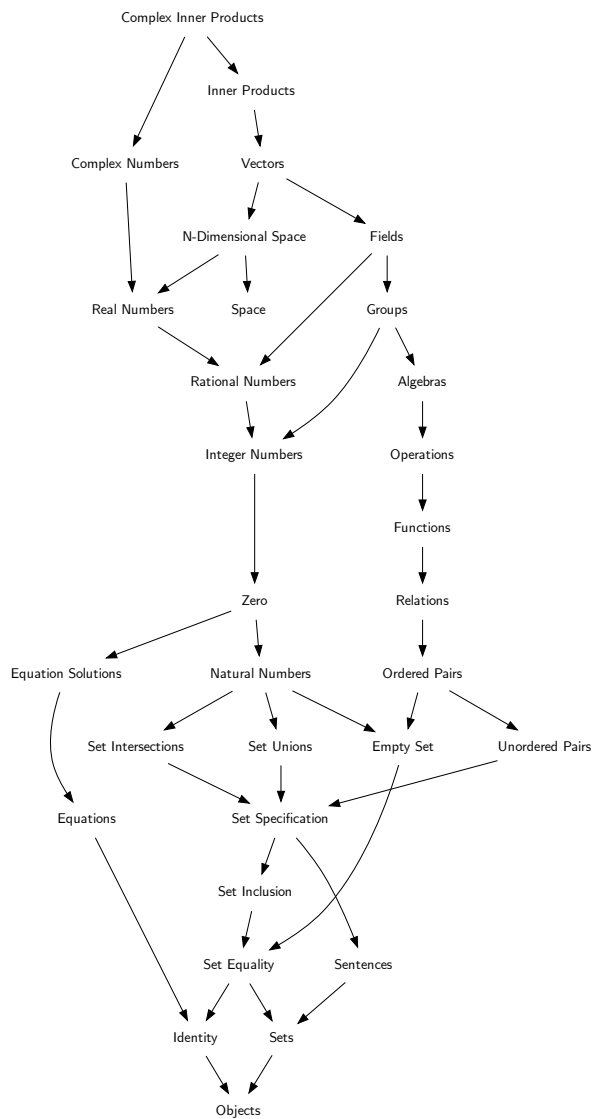 Complex Inner Products
Inner Products
Complex Numbers
Vectors
N-Dimensional Space
Fields
Real Numbers
Space
Groups
Rational Numbers
Algebras
Integer Numbers
Operations
Functions
Zero
Relations
Equation Solutions
Natural Numbers
Ordered Pairs
Set Intersections
Set Unions
Empty Set
Unordered Pairs
Equations
Set Specification
Set Inclusion
Set Equality
Sentences
Identity
Sets
Objects